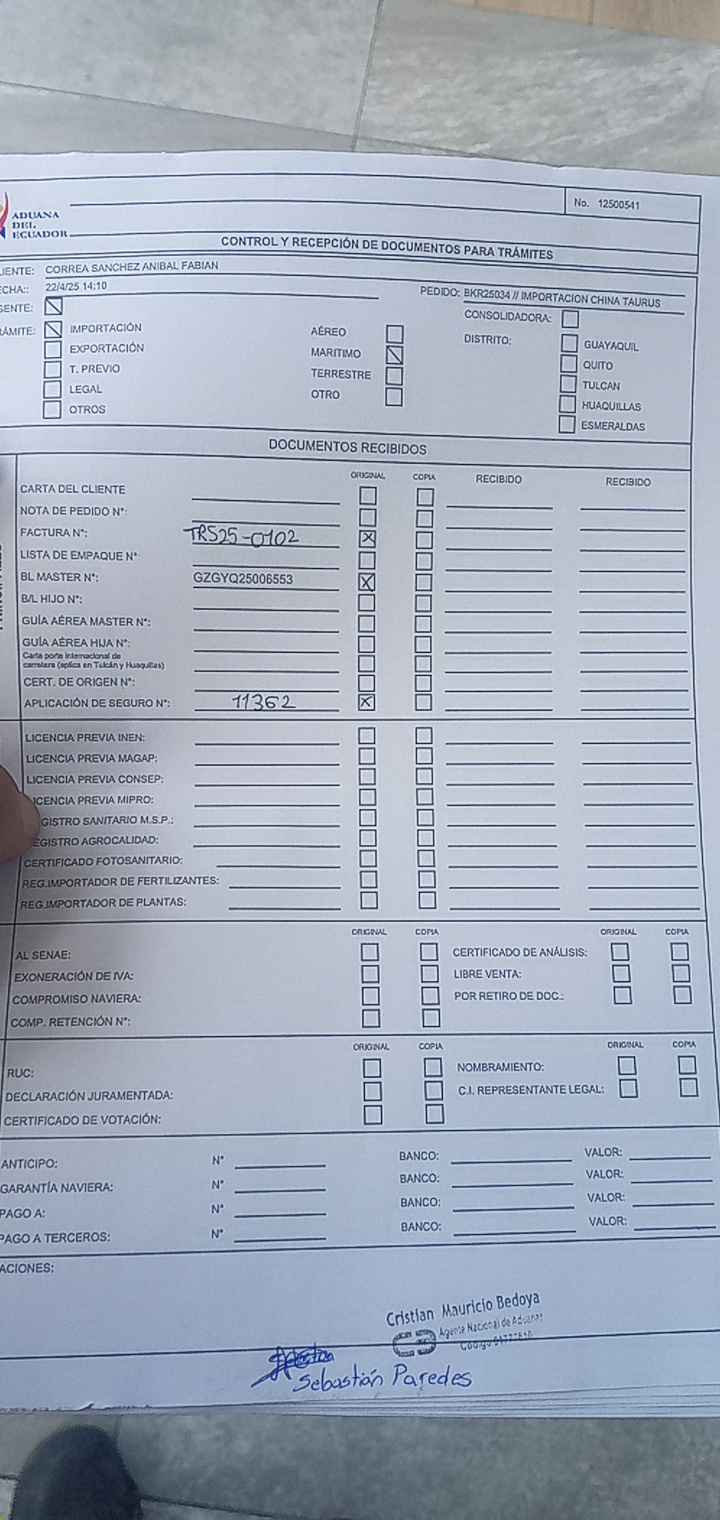 ADUANA
DEL
ECUADOR
No. 12500541
CONTROL Y RECEPCIÓN DE DOCUMENTOS PARA TRÁMITES
LIENTE: CORREA SANCHEZ ANIBAL FABIAN
ECHA:: 22/4/25 14:10
PEDIDO: BKR25034 // IMPORTACION CHINA TAURUS
GENTE:
CONSOLIDADORA:
RÁMITE: IMPORTACIÓN AÉREO DISTRITO: GUAYAQUIL
EXPORTACIÓN MARITIMO QUITO
T. PREVIO TERRESTRE TULCAN
LEGAL OTRO HUAQUILLAS
OTROS ESMERALDAS
DOCUMENTOS RECIBIDOS
ORIGINAL COPIA RECIBIDO RECIBIDO
CARTA DEL CLIENTE
NOTA DE PEDIDO N°:
FACTURA N°: TRS25-0102
LISTA DE EMPAQUE N°
BL MASTER N°: GZGYQ25006553
B/L HIJO N°:
GUÍA AÉREA MASTER N°:
GUÍA AÉREA HIJA N°:
Carta porte internacional de
carretera (aplica en Tulcán y Huaquillas)
CERT. DE ORIGEN N°:
APLICACIÓN DE SEGURO N°: 11362
LICENCIA PREVIA INEN:
LICENCIA PREVIA MAGAP:
LICENCIA PREVIA CONSEP:
ICENCIA PREVIA MIPRO:
GISTRO SANITARIO M.S.P.:
EGISTRO AGROCALIDAD:
CERTIFICADO FOTOSANITARIO:
REG.IMPORTADOR DE FERTILIZANTES:
REG.IMPORTADOR DE PLANTAS:
ORIGINAL COPIA ORIGINAL COPIA
AL SENAE: CERTIFICADO DE ANÁLISIS:
EXONERACIÓN DE IVA: LIBRE VENTA:
COMPROMISO NAVIERA: POR RETIRO DE DOC.:
COMP. RETENCIÓN N°:
ORIGINAL COPIA ORIGINAL COPIA
RUC: NOMBRAMIENTO:
DECLARACIÓN JURAMENTADA: C.I. REPRESENTANTE LEGAL:
CERTIFICADO DE VOTACIÓN:
ANTICIPO: N° BANCO: VALOR:
GARANTÍA NAVIERA: N° BANCO: VALOR:
PAGO A: N° BANCO: VALOR:
PAGO A TERCEROS: N° BANCO: VALOR:
ACIONES:
Cristian Mauricio Bedoya
Agente Nacional de Aduanas
Sebastián Paredes